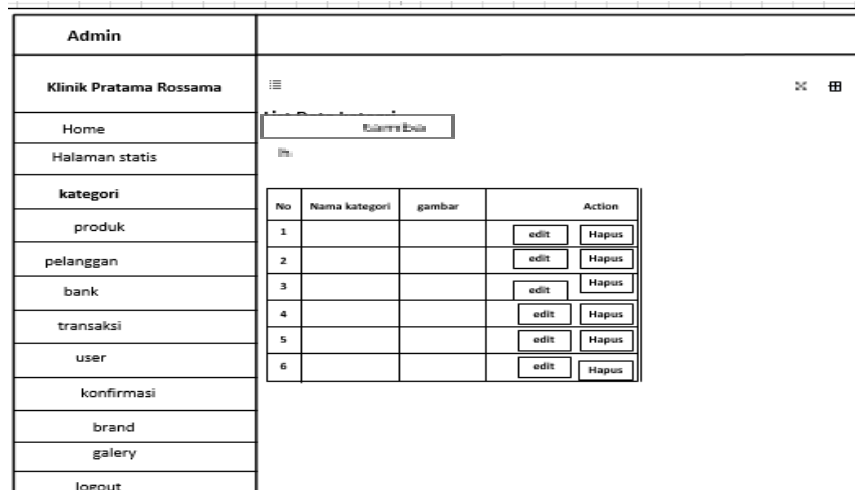 Admin
Klinik Pratama Rossama
Home
Halaman statis
kategori
produk
pelanggan
bank
transaksi
user
konfirmasi
brand
galery
logout
No Nama kategori gambar Action
1 edit Hapus
2 edit Hapus
3 edit Hapus
4 edit Hapus
5 edit Hapus
6 edit Hapus